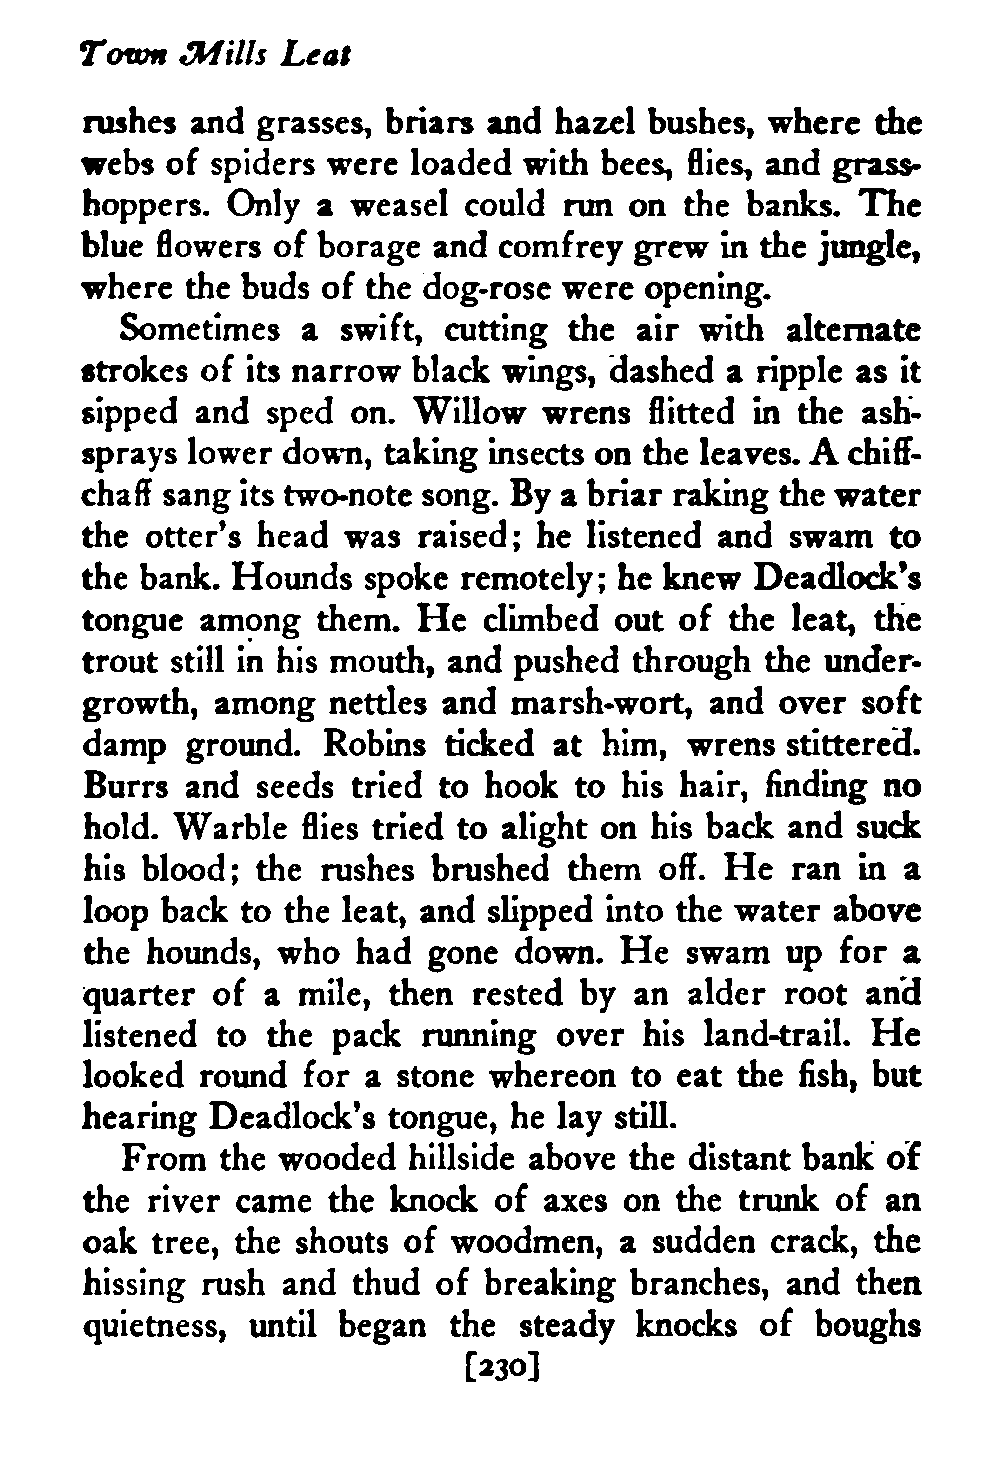 Town Mills Leat
rushes and grasses, briars and hazel bushes, where the
webs of spiders were loaded with bees, flies, and grass-
hoppers. Only a weasel could run on the banks. The
blue flowers of borage and comfrey grew in the jungle,
where the buds of the dog-rose were opening.
Sometimes a swift, cutting the air with alternate
strokes of its narrow black wings, dashed a ripple as it
sipped and sped on. Willow wrens flitted in the ash-
sprays lower down, taking insects on the leaves. A chiff-
chaff sang its two-note song. By a briar raking the water
the otter's head was raised; he listened and swam to
the bank. Hounds spoke remotely; he knew Deadlock's
tongue among them. He climbed out of the leat, the
trout still in his mouth, and pushed through the under-
growth, among nettles and marsh-wort, and over soft
damp ground. Robins ticked at him, wrens stittered.
Burrs and seeds tried to hook to his hair, finding no
hold. Warble flies tried to alight on his back and suck
his blood; the rushes brushed them off. He ran in a
loop back to the leat, and slipped into the water above
the hounds, who had gone down. He swam up for a
quarter of a mile, then rested by an alder root and
listened to the pack running over his land-trail. He
looked round for a stone whereon to eat the fish, but
hearing Deadlock's tongue, he lay still.
From the wooded hillside above the distant bank of
the river came the knock of axes on the trunk of an
oak tree, the shouts of woodmen, a sudden crack, the
hissing rush and thud of breaking branches, and then
quietness, until began the steady knocks of boughs
[230]